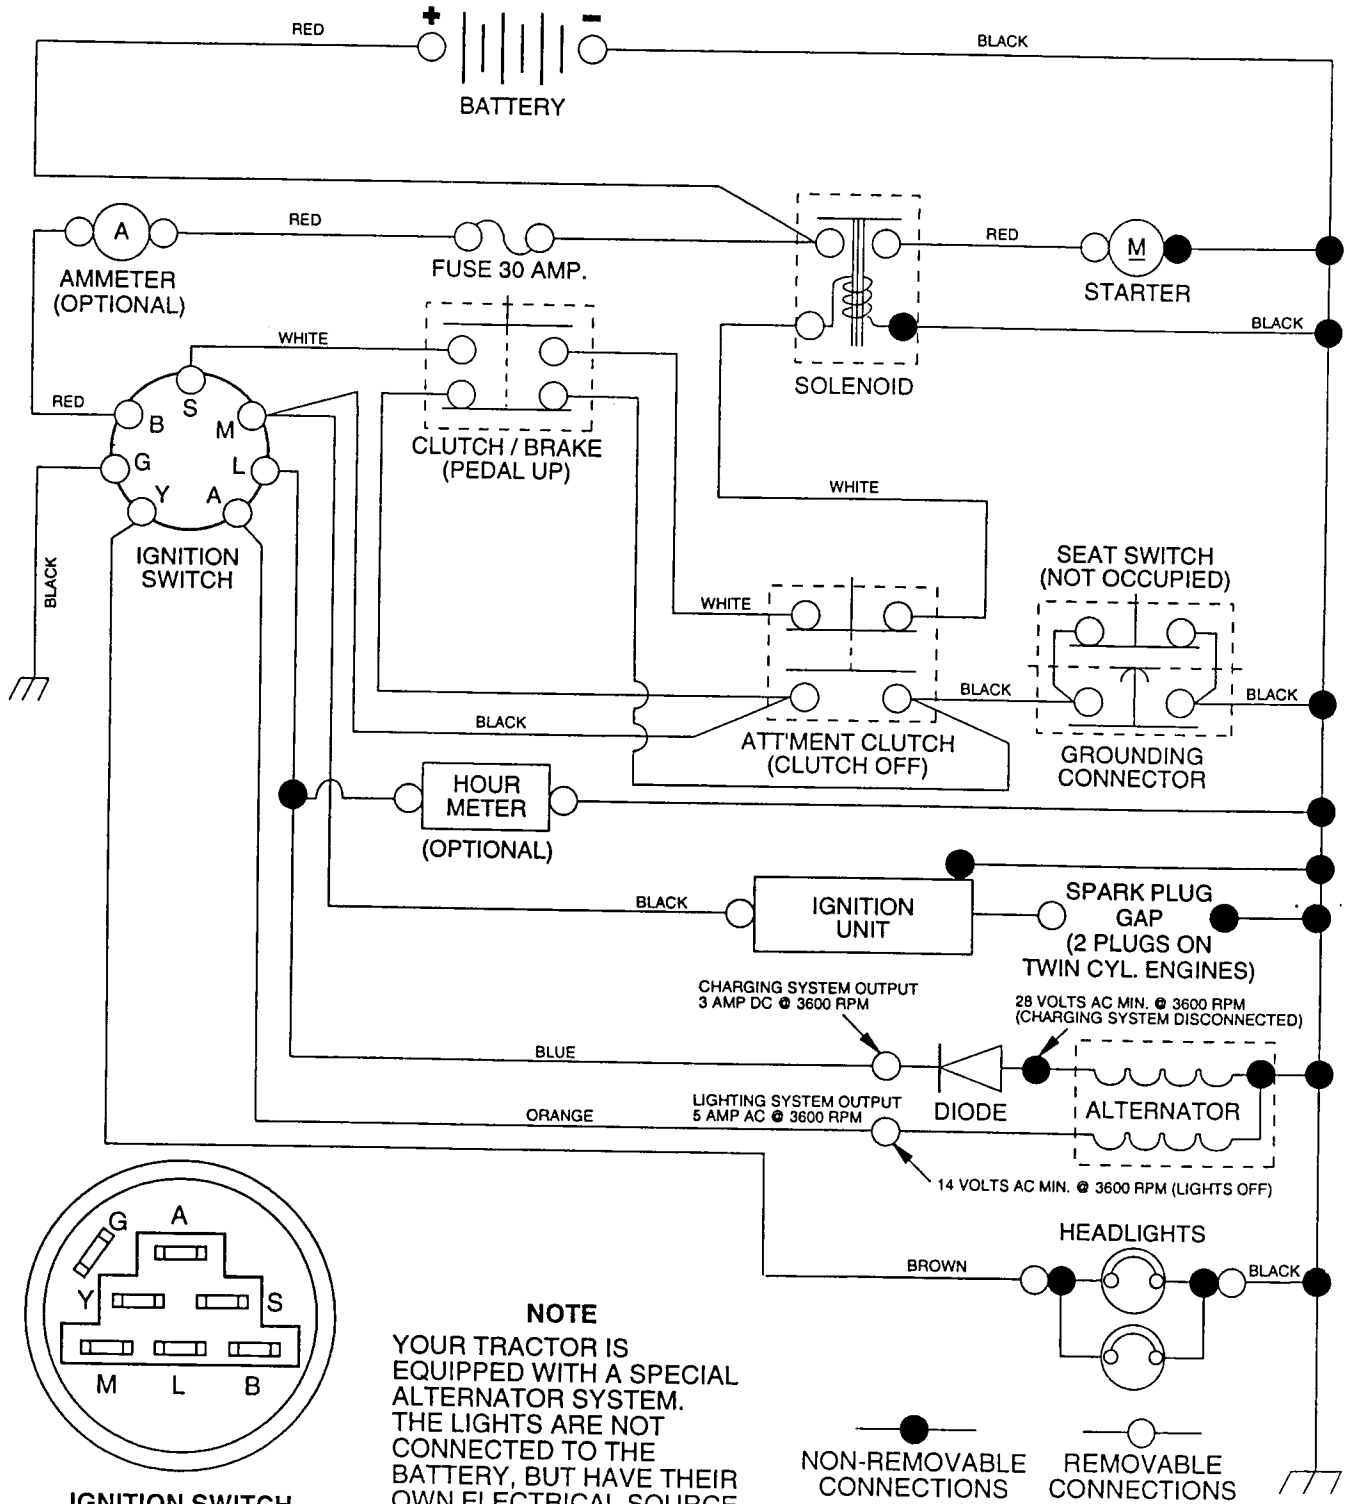 + -
RED
BLACK
BATTERY
A
RED
RED
M
AMMETER
(OPTIONAL)
FUSE 30 AMP.
STARTER
WHITE
BLACK
SOLENOID
RED
S
B
M
G
L
Y
A
CLUTCH / BRAKE
(PEDAL UP)
WHITE
IGNITION
SWITCH
BLACK
SEAT SWITCH
(NOT OCCUPIED)
WHITE
BLACK
BLACK
BLACK
ATT'MENT CLUTCH
(CLUTCH OFF)
GROUNDING
CONNECTOR
HOUR
METER
(OPTIONAL)
BLACK
IGNITION
UNIT
SPARK PLUG
GAP
(2 PLUGS ON
TWIN CYL. ENGINES)
CHARGING SYSTEM OUTPUT
3 AMP DC @ 3600 RPM
28 VOLTS AC MIN. @ 3600 RPM
(CHARGING SYSTEM DISCONNECTED)
BLUE
LIGHTING SYSTEM OUTPUT
5 AMP AC @ 3600 RPM
DIODE
ALTERNATOR
ORANGE
14 VOLTS AC MIN. @ 3600 RPM (LIGHTS OFF)
HEADLIGHTS
BROWN
BLACK
G
A
Y
S
M L B
NOTE
YOUR TRACTOR IS
EQUIPPED WITH A SPECIAL
ALTERNATOR SYSTEM.
THE LIGHTS ARE NOT
CONNECTED TO THE
BATTERY, BUT HAVE THEIR
OWN ELECTRICAL SOURCE
NON-REMOVABLE
CONNECTIONS
REMOVABLE
CONNECTIONS
IGNITION SWITCH